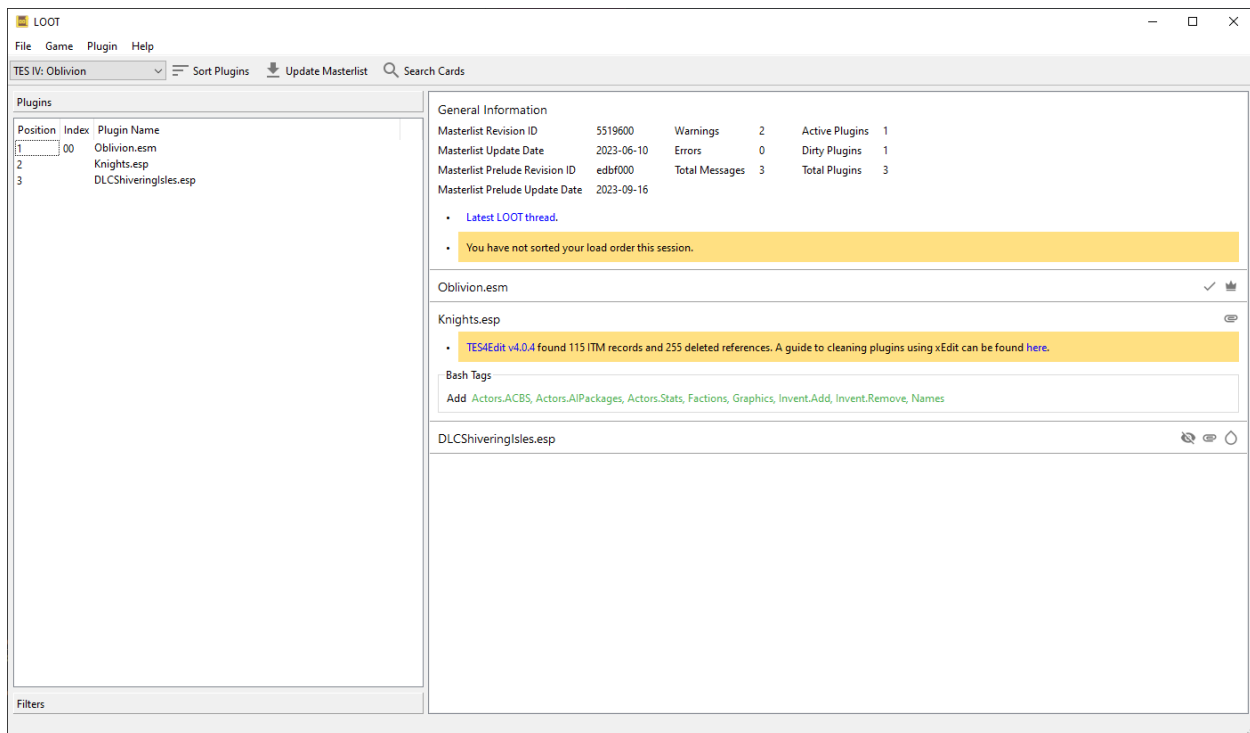 LOOT
File Game Plugin Help
TES IV: Oblivion Sort Plugins Update Masterlist Search Cards
Plugins
Position Index Plugin Name
1 00 Oblivion.esm
2 Knights.esp
3 DLCShiveringIsles.esp
Filters
General Information
Masterlist Revision ID 5519600 Warnings 2 Active Plugins 1
Masterlist Update Date 2023-06-10 Errors 0 Dirty Plugins 1
Masterlist Prelude Revision ID edbf000 Total Messages 3 Total Plugins 3
Masterlist Prelude Update Date 2023-09-16
• Latest LOOT thread.
• You have not sorted your load order this session.
Oblivion.esm
Knights.esp
• TES4Edit v4.0.4 found 115 ITM records and 255 deleted references. A guide to cleaning plugins using xEdit can be found here.
Bash Tags
Add Actors.ACBS, Actors.AIPackages, Actors.Stats, Factions, Graphics, Invent.Add, Invent.Remove, Names
DLCShiveringIsles.esp